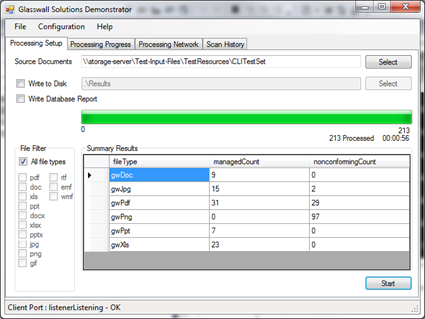 Glasswall Solutions Demonstrator
File Configuration Help
Processing Setup Processing Progress Processing Network Scan History
Source Documents \\storage-server\Test-Input-Files\TestResources\CLITestSet Select
Write to Disk .\Results Select
Write Database Report
0 213
213 Processed 00:00:56
File Filter
All file types
pdf rtf
doc emf
xls wmf
ppt
docx
xlsx
pptx
jpg
png
gif
Summary Results
fileType managedCount nonconformingCount
gwDoc 9 0
gwJpg 15 2
gwPdf 31 29
gwPng 0 97
gwPpt 7 0
gwXls 23 0
Start
Client Port : listenerListening - OK